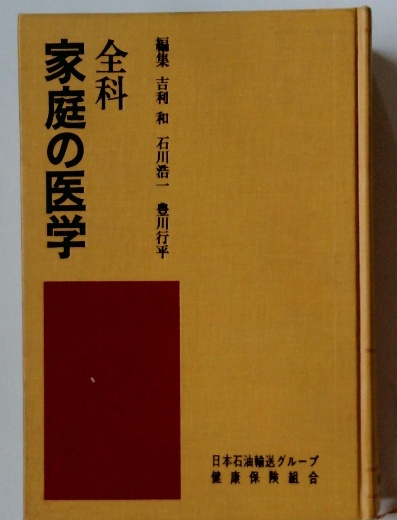 編集 吉利 和 石川浩一 豊川行平
全科
家庭の医学
日本石油輸送グループ
健康保険組合